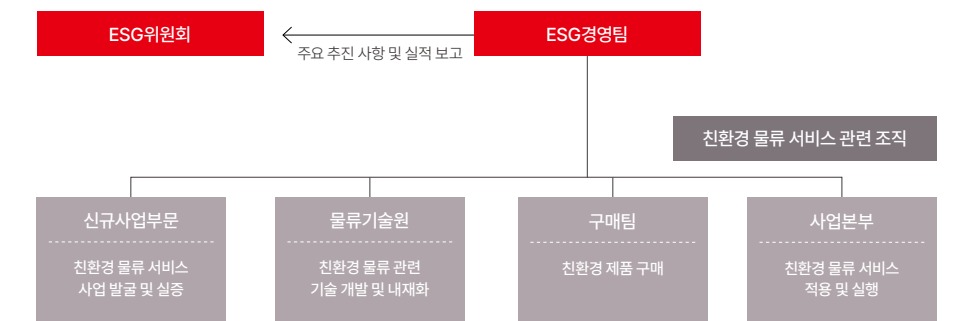 ESG위원회
ESG경영팀
주요 추진 사항 및 실적 보고
친환경 물류 서비스 관련 조직
신규사업부문
친환경 물류 서비스
사업 발굴 및 실증
물류기술원
친환경 물류 관련
기술 개발 및 내재화
구매팀
친환경 제품 구매
사업본부
친환경 물류 서비스
적용 및 실행